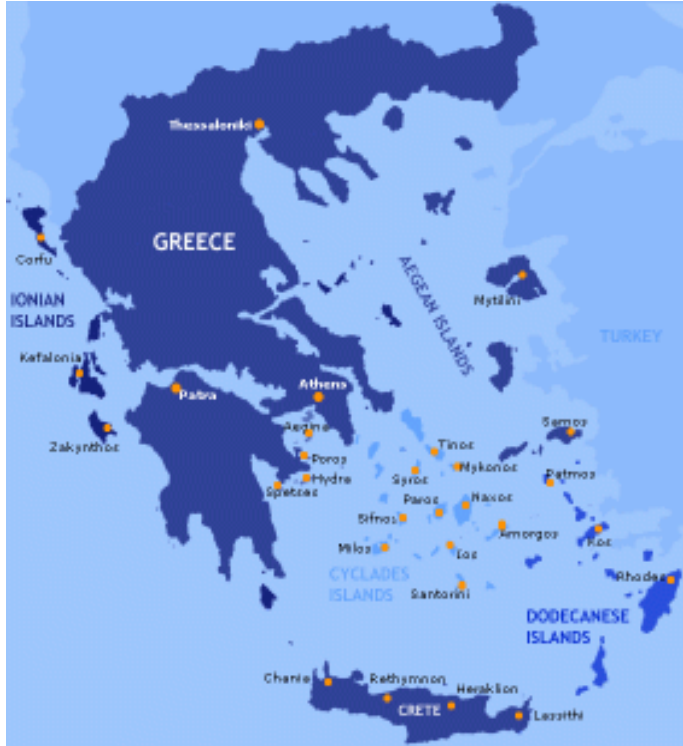 Thessaloniki
GREECE
Corfu
IONIAN
ISLANDS
AEGEAN ISLANDS
Mytilini
TURKEY
Kefalonia
Patra
Athens
Zakynthos
Aegina
Poros
Hydra
Spetses
Tinos
Mykonos
Syros
Samos
Patmos
Paros
Naxos
Sifnos
Amorgos
Kos
Milos
Ios
CYCLADES
ISLANDS
Santorini
Rhodes
DODECANESE
ISLANDS
Chania
Rethymnon
Heraklion
CRETE
Lassithi